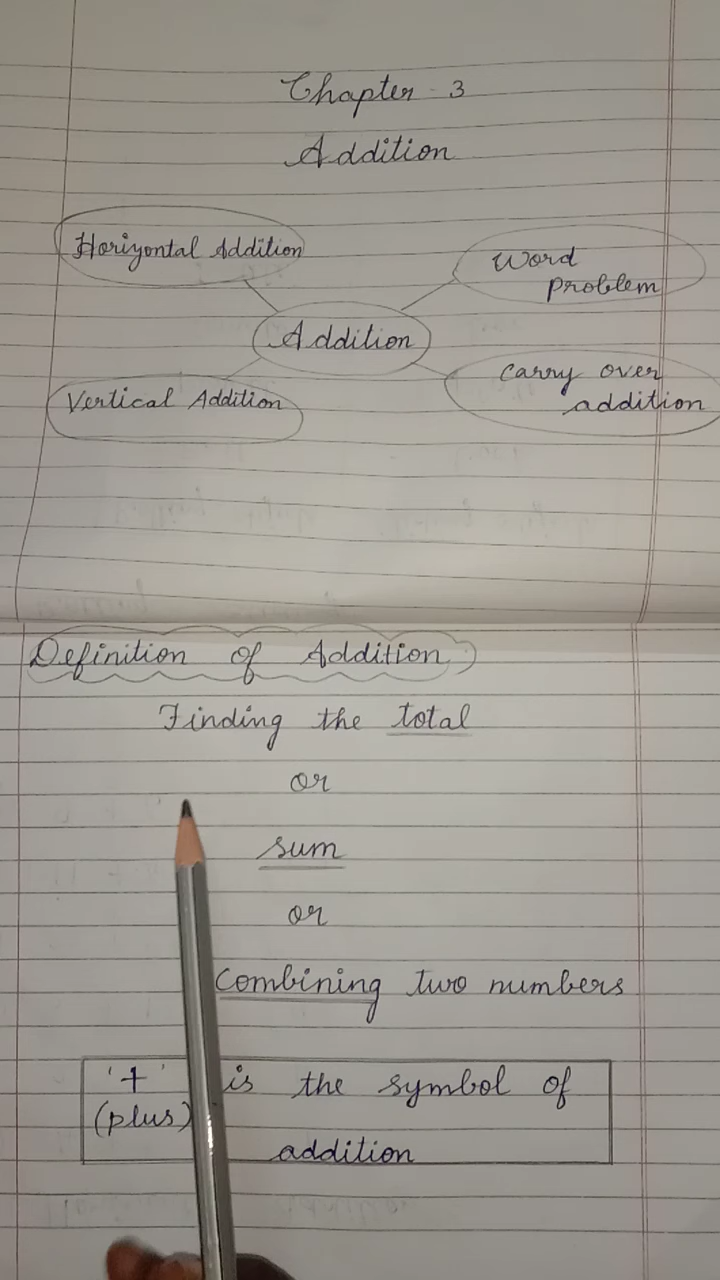 Chapter - 3
Addition
Horizontal Addition
Word
problem
Addition
Vertical Addition
Carry over
addition
Definition of Addition
Finding the total
or
sum
or
Combining two numbers
'+' is the symbol of
(plus)
addition